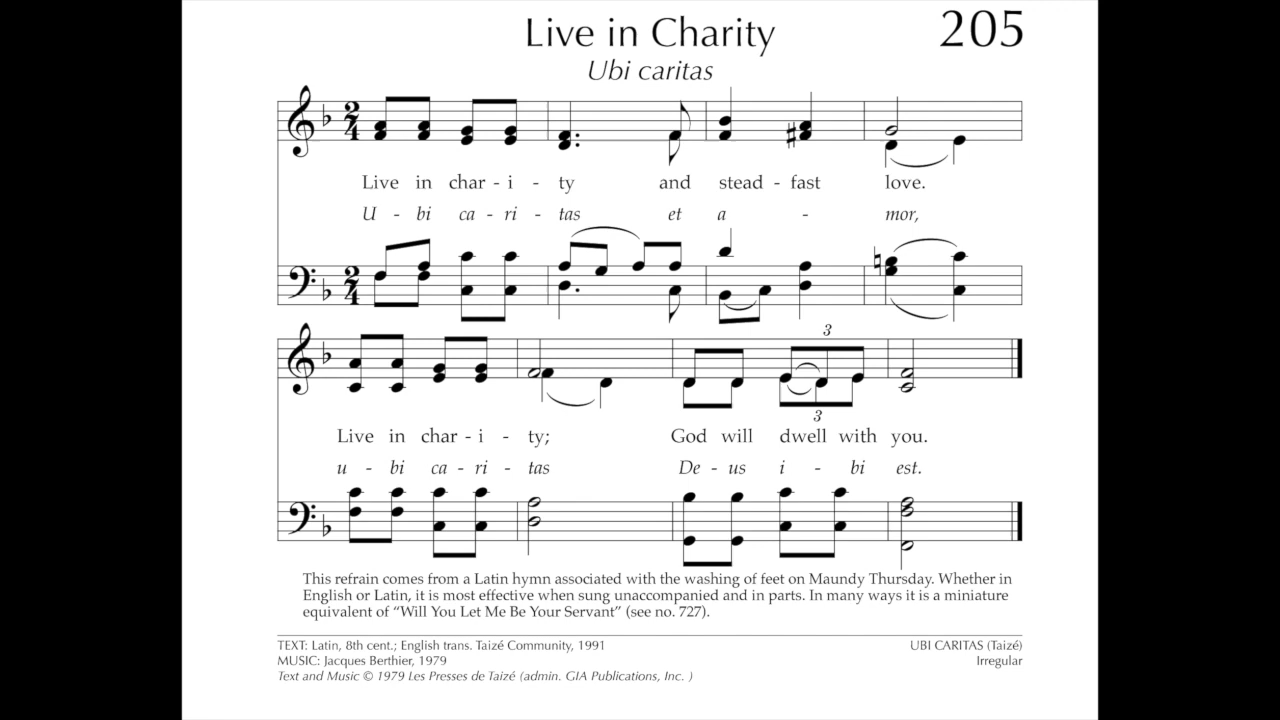 Live in Charity
205
Ubi caritas
2
4
Live in char - i - ty and stead - fast love.
U - bi ca - ri - tas et a - mor,
2
4
3
Live in char - i - ty; God will dwell with you.
u - bi ca - ri - tas De - us i - bi est.
3
This refrain comes from a Latin hymn associated with the washing of feet on Maundy Thursday. Whether in
English or Latin, it is most effective when sung unaccompanied and in parts. In many ways it is a miniature
equivalent of “Will You Let Me Be Your Servant” (see no. 727).
TEXT: Latin, 8th cent.; English trans. Taizé Community, 1991
UBI CARITAS (Taizé)
MUSIC: Jacques Berthier, 1979
Irregular
Text and Music © 1979 Les Presses de Taizé (admin. GIA Publications, Inc. )